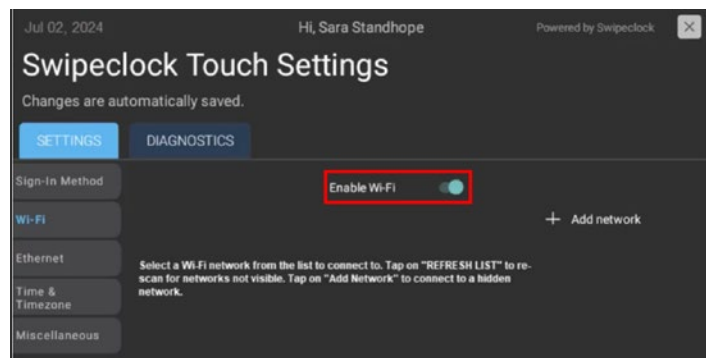 Jul 02, 2024 Hi, Sara Standhope Powered by Swipeclock
Swipeclock Touch Settings
Changes are automatically saved.
SETTINGS DIAGNOSTICS
Sign-In Method
Enable Wi-Fi
Wi-Fi
+ Add network
Ethernet
Select a Wi-Fi network from the list to connect to. Tap on "REFRESH LIST" to re-
scan for networks not visible. Tap on "Add Network" to connect to a hidden
network.
Time &
Timezone
Miscellaneous